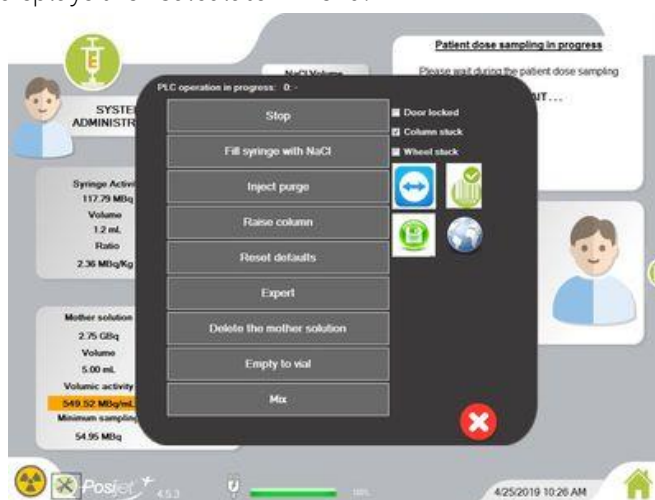 Patient dose sampling in progress
NaCl Volume
Please wait during the patient dose sampling
PLC operation in progress: 0: -
Stop
Door locked
Column stuck
Wheel stuck
Fill syringe with NaCl
Inject purge
Raise column
Reset defaults
Expert
Delete the mother solution
Empty to vial
Mix
SYSTE
ADMINISTR
Syringe Activi
117.79 MBq
Volume
1.2 mL
Ratio
2.36 MBq/Kg
Mother solution
2.75 GBq
Volume
5.00 mL
Volumic activity
549.52 MBq/mL
Minimum sampling
54.95 MBq
E
Posijet + 4.5.3
100%
4/25/2019 10:26 AM